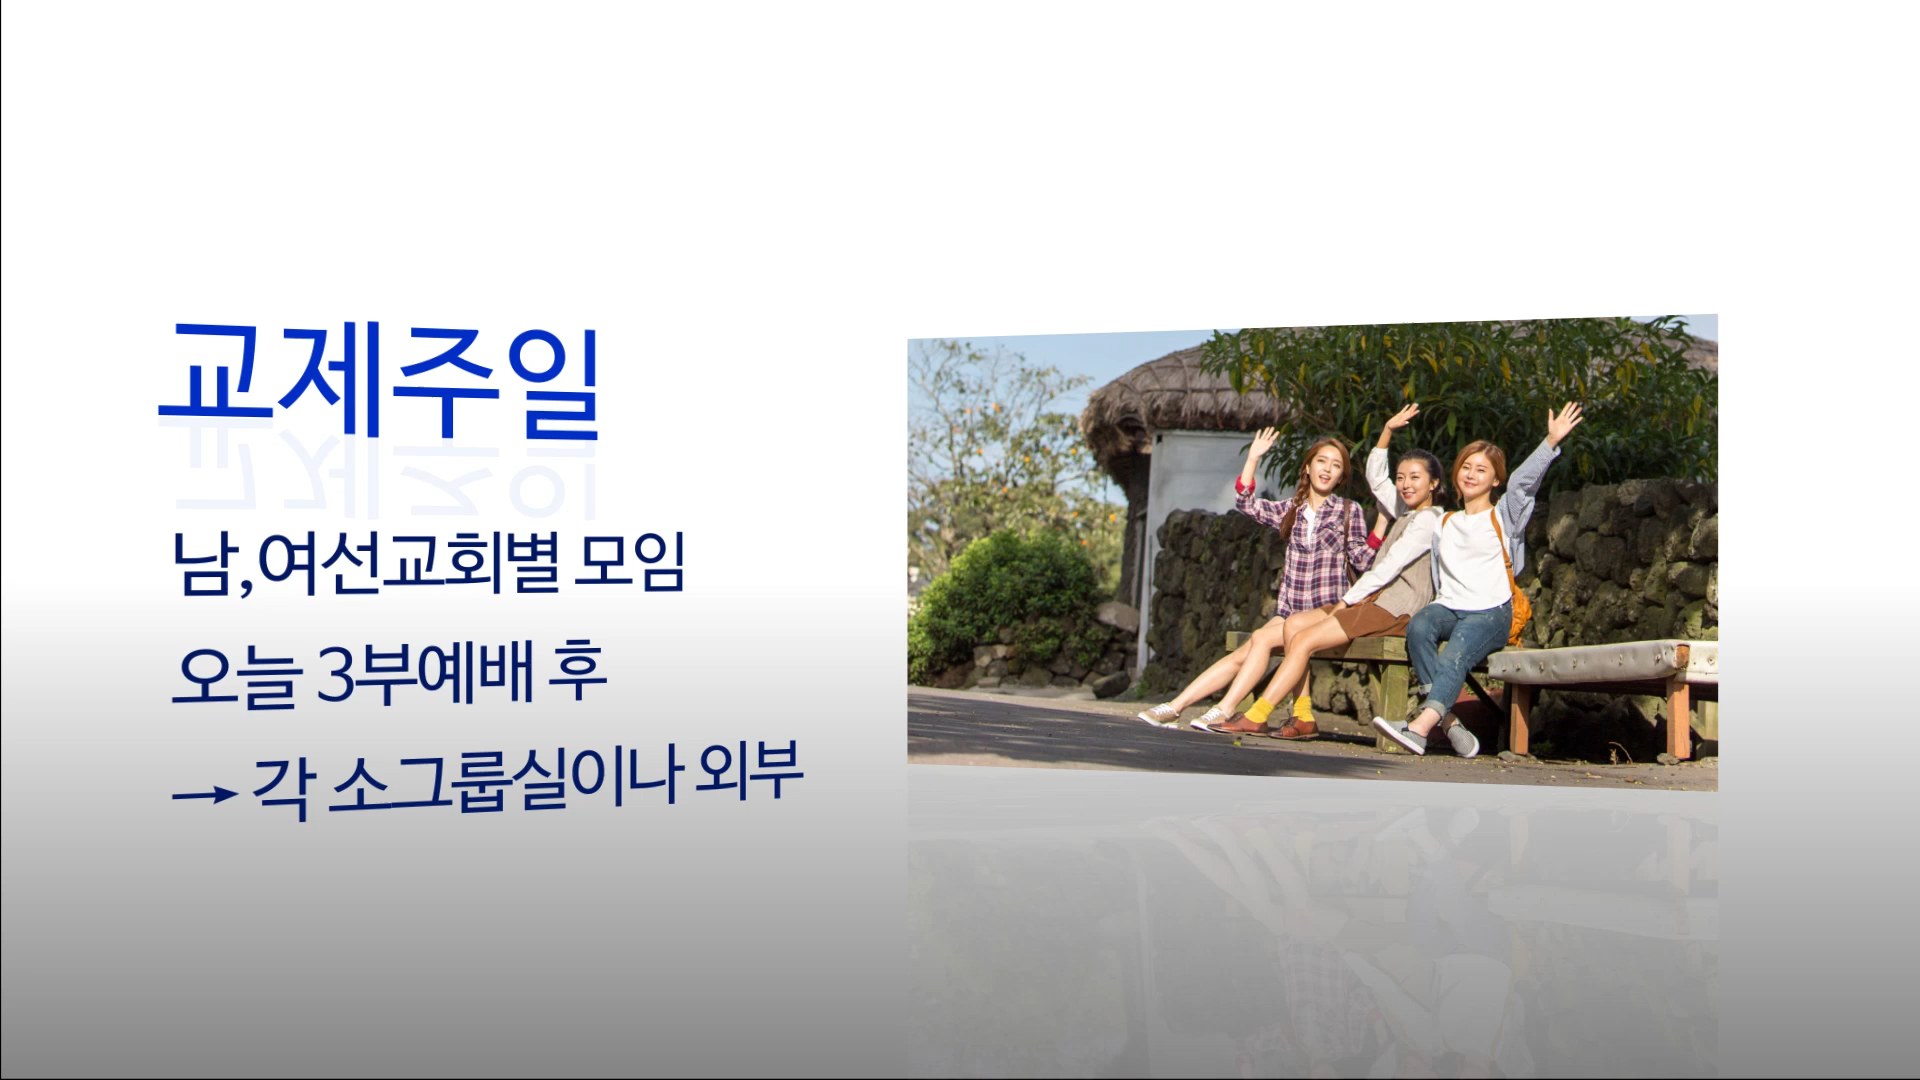 교제주일
남,여선교회별 모임
오늘 3부예배 후
→ 각 소그룹실이나 외부